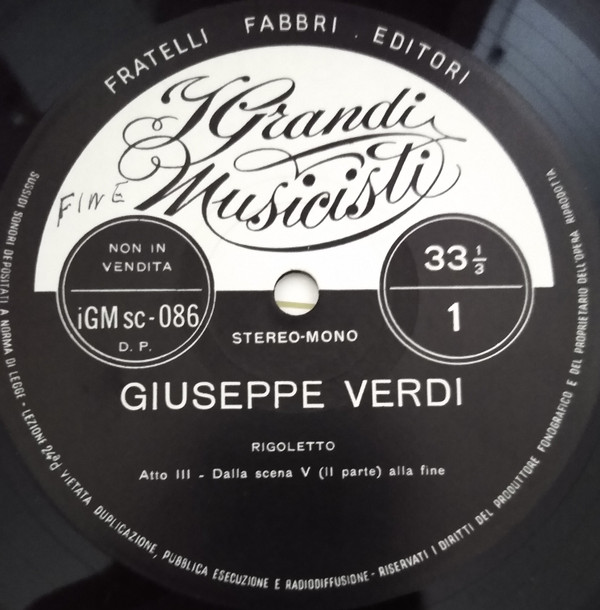 FRATELLI FABBRI . EDITORI
I Grandi
Musicisti
FINE
NON IN
VENDITA
iGM sc-086
D. P.
33 1/3
1
STEREO-MONO
GIUSEPPE VERDI
RIGOLETTO
Atto III - Dalla scena V (II parte) alla fine
SUSSIDI SONORI DEPOSITATI A NORMA DI LEGGE - LEZIONI 24ªd VIETATA DUPLICAZIONE, PUBBLICA ESECUZIONE E RADIODIFFUSIONE - RISERVATI I DIRITTI DEL PRODUTTORE FONOGRAFICO E DEL PROPRIETARIO DELL'OPERA RIPRODOTTA